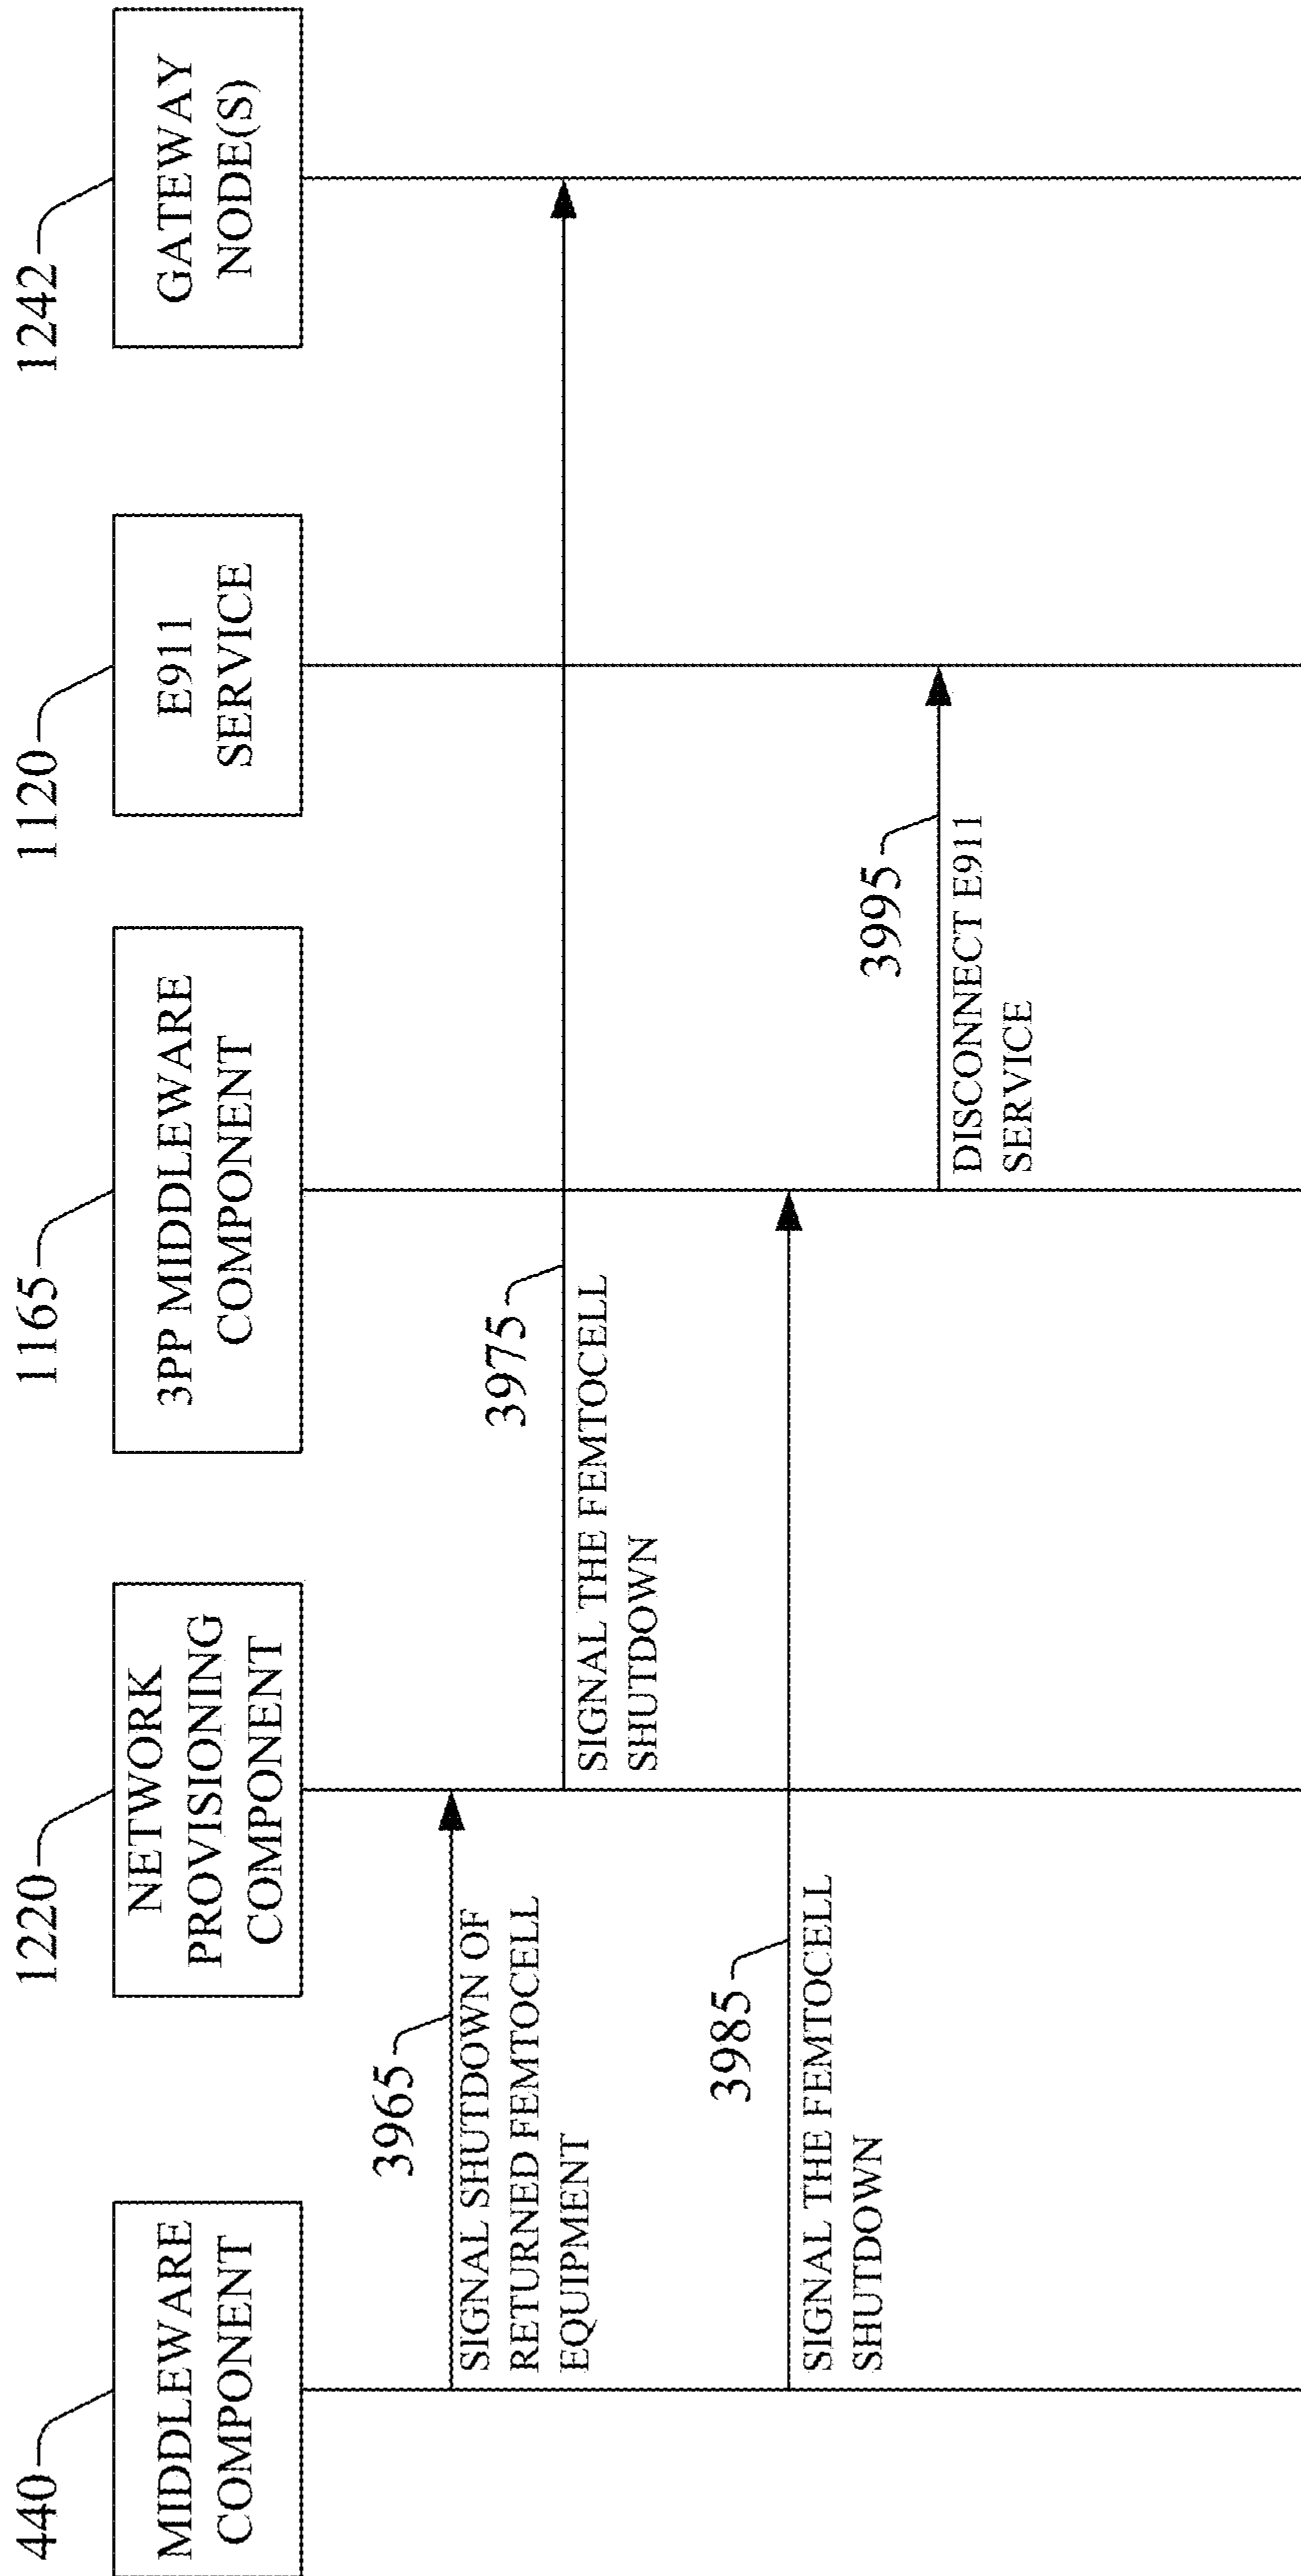 440
MIDDLEWARE
COMPONENT
1220
NETWORK
PROVISIONING
COMPONENT
1165
3PP MIDDLEWARE
COMPONENT
1120
E911
SERVICE
1242
GATEWAY
NODE(S)
3965
SIGNAL SHUTDOWN OF
RETURNED FEMTOCELL
EQUIPMENT
3975
SIGNAL THE FEMTOCELL
SHUTDOWN
3985
SIGNAL THE FEMTOCELL
SHUTDOWN
3995
DISCONNECT E911
SERVICE